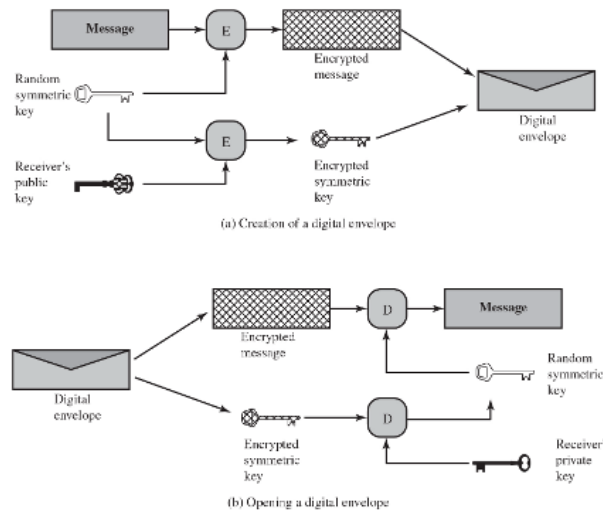 Message
E
Encrypted
message
Random
symmetric
key
Digital
envelope
E
Receiver's
public
key
Encrypted
symmetric
key
(a) Creation of a digital envelope
D
Message
Encrypted
message
Random
symmetric
key
Digital
envelope
D
Encrypted
symmetric
key
Receiver
private
key
(b) Opening a digital envelope